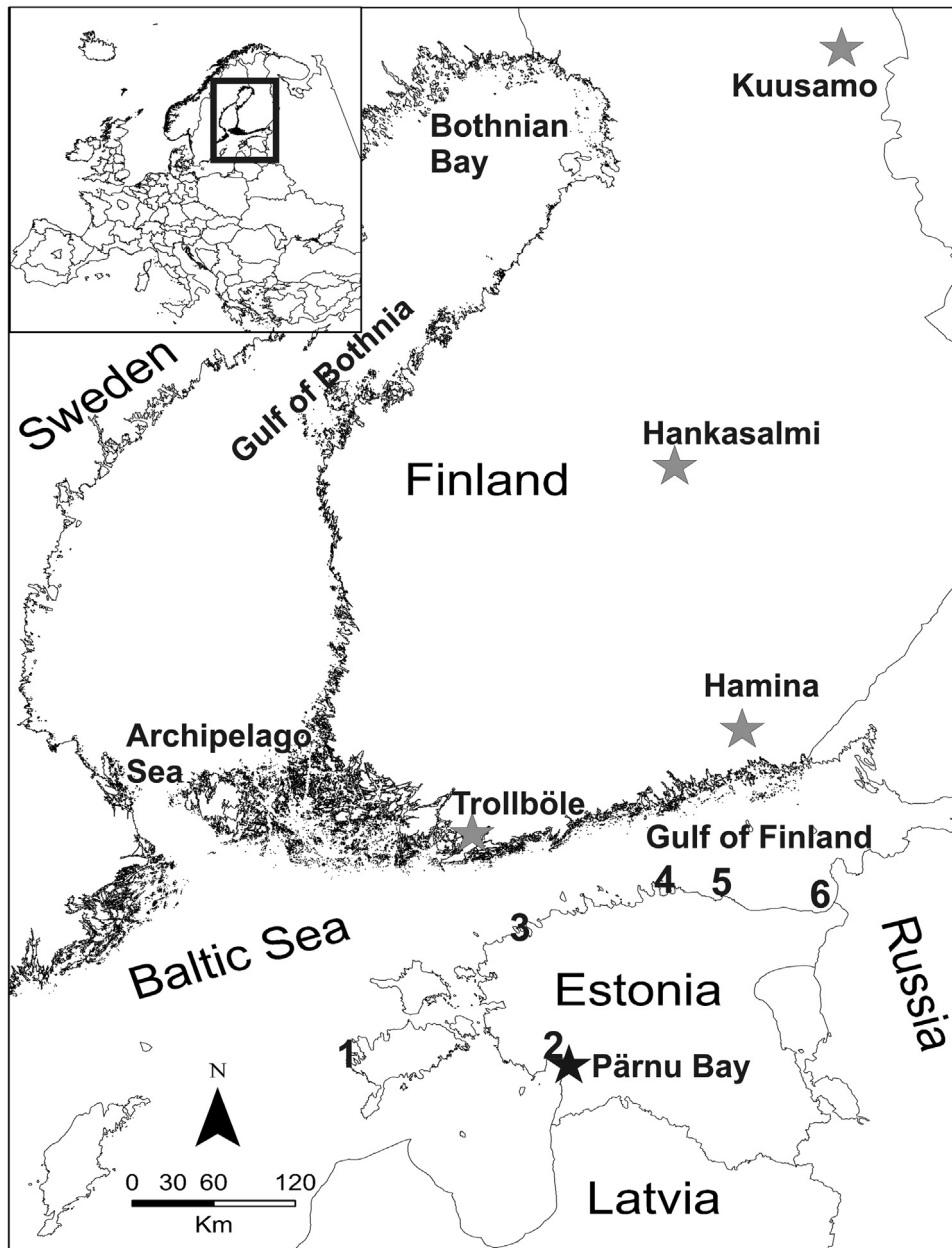 Kuusamo
Bothnian
Bay
Sweden
Gulf of Bothnia
Hankasalmi
Finland
Hamina
Archipelago
Sea
Trollböle
Gulf of Finland
4
5
6
3
Baltic Sea
Russia
Estonia
1
2
Pärnu Bay
N
0 30 60 120
Km
Latvia